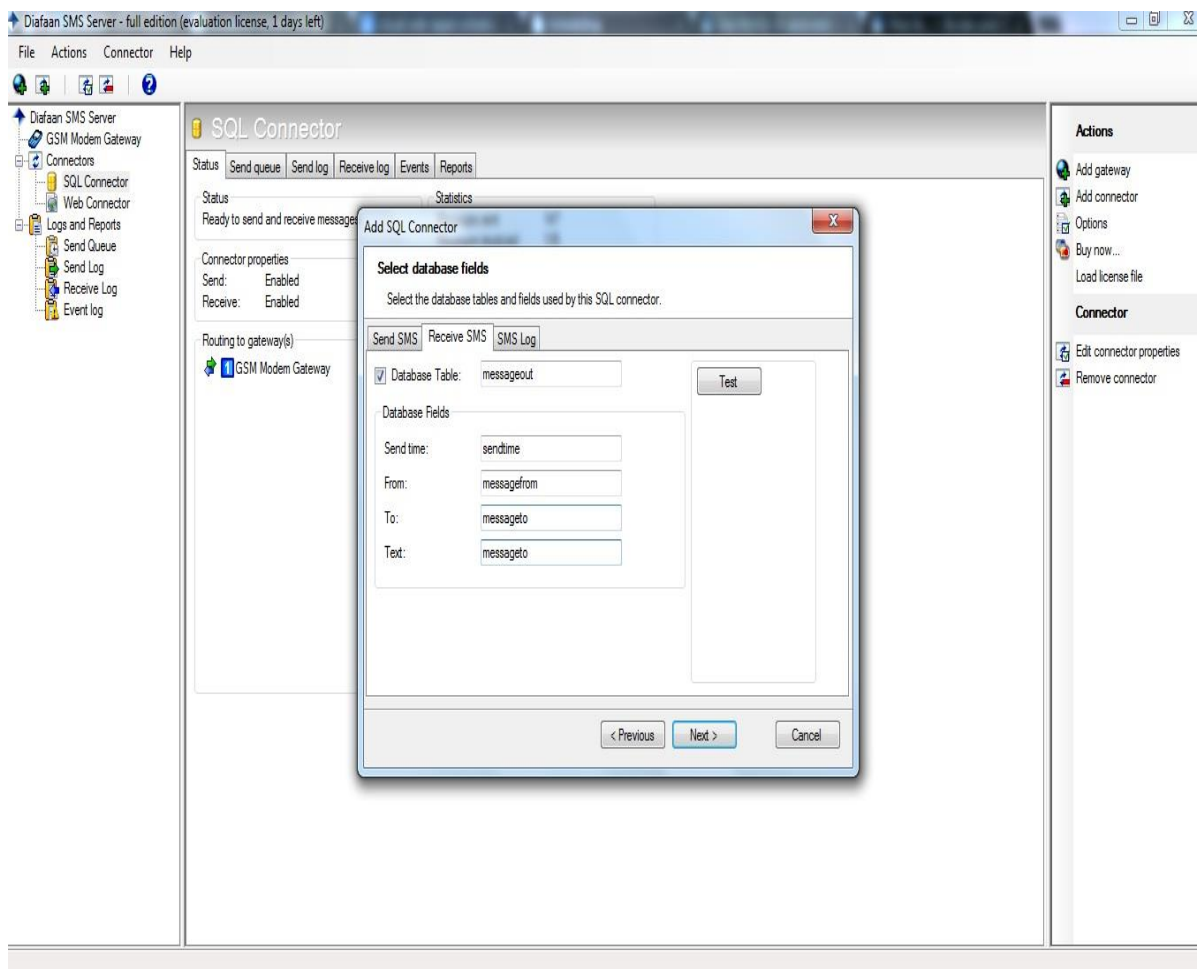 Diafaan SMS Server - full edition (evaluation license, 1 days left)
File Actions Connector Help
Diafaan SMS Server
GSM Modem Gateway
Connectors
SQL Connector
Web Connector
Logs and Reports
Send Queue
Send Log
Receive Log
Event log
SQL Connector
Status Send queue Send log Receive log Events Reports
Status
Ready to send and receive messages
Statistics
Connector properties
Send: Enabled
Receive: Enabled
Routing to gateway(s)
1 GSM Modem Gateway
Add SQL Connector
X
Select database fields
Select the database tables and fields used by this SQL connector.
Send SMS Receive SMS SMS Log
Database Table: messageout
Test
Database Fields
Send time: sendtime
From: messagefrom
To: messageto
Text: messageto
< Previous Next > Cancel
Actions
Add gateway
Add connector
Options
Buy now...
Load license file
Connector
Edit connector properties
Remove connector